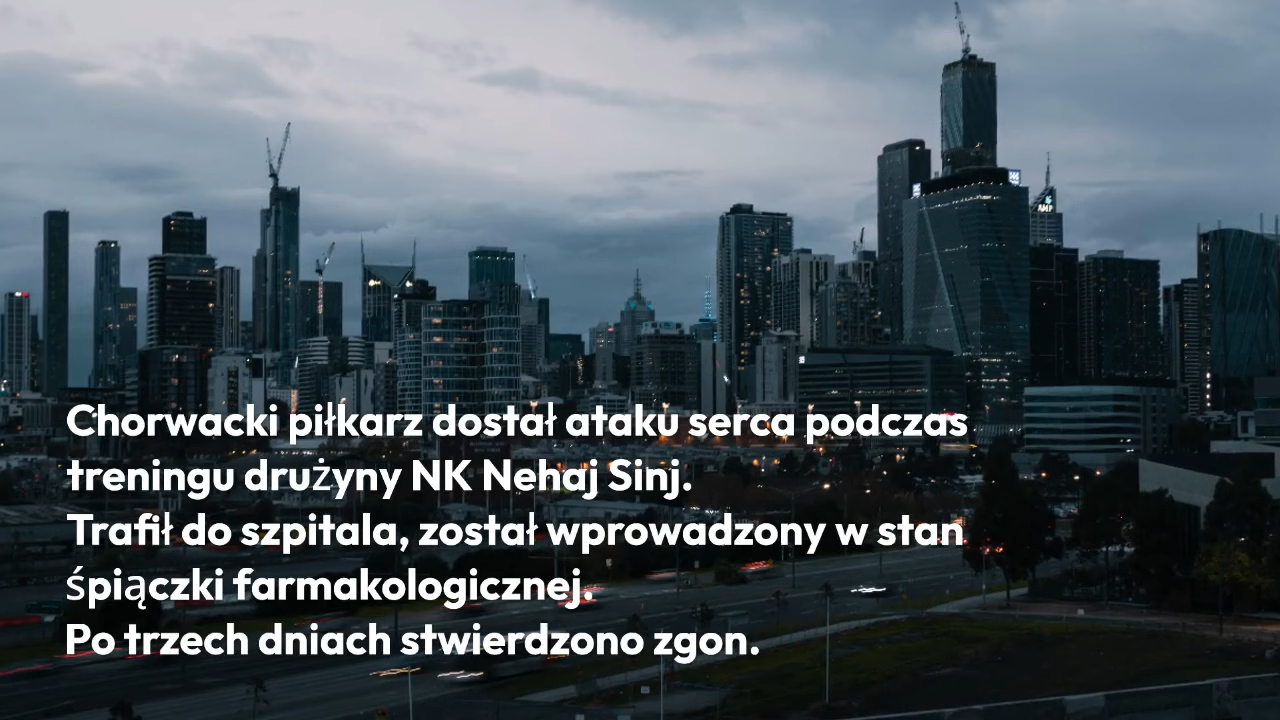 AMP
Chorwacki piłkarz dostał ataku serca podczas
treningu drużyny NK Nehaj Sinj.
Trafił do szpitala, został wprowadzony w stan
śpiączki farmakologicznej.
Po trzech dniach stwierdzono zgon.